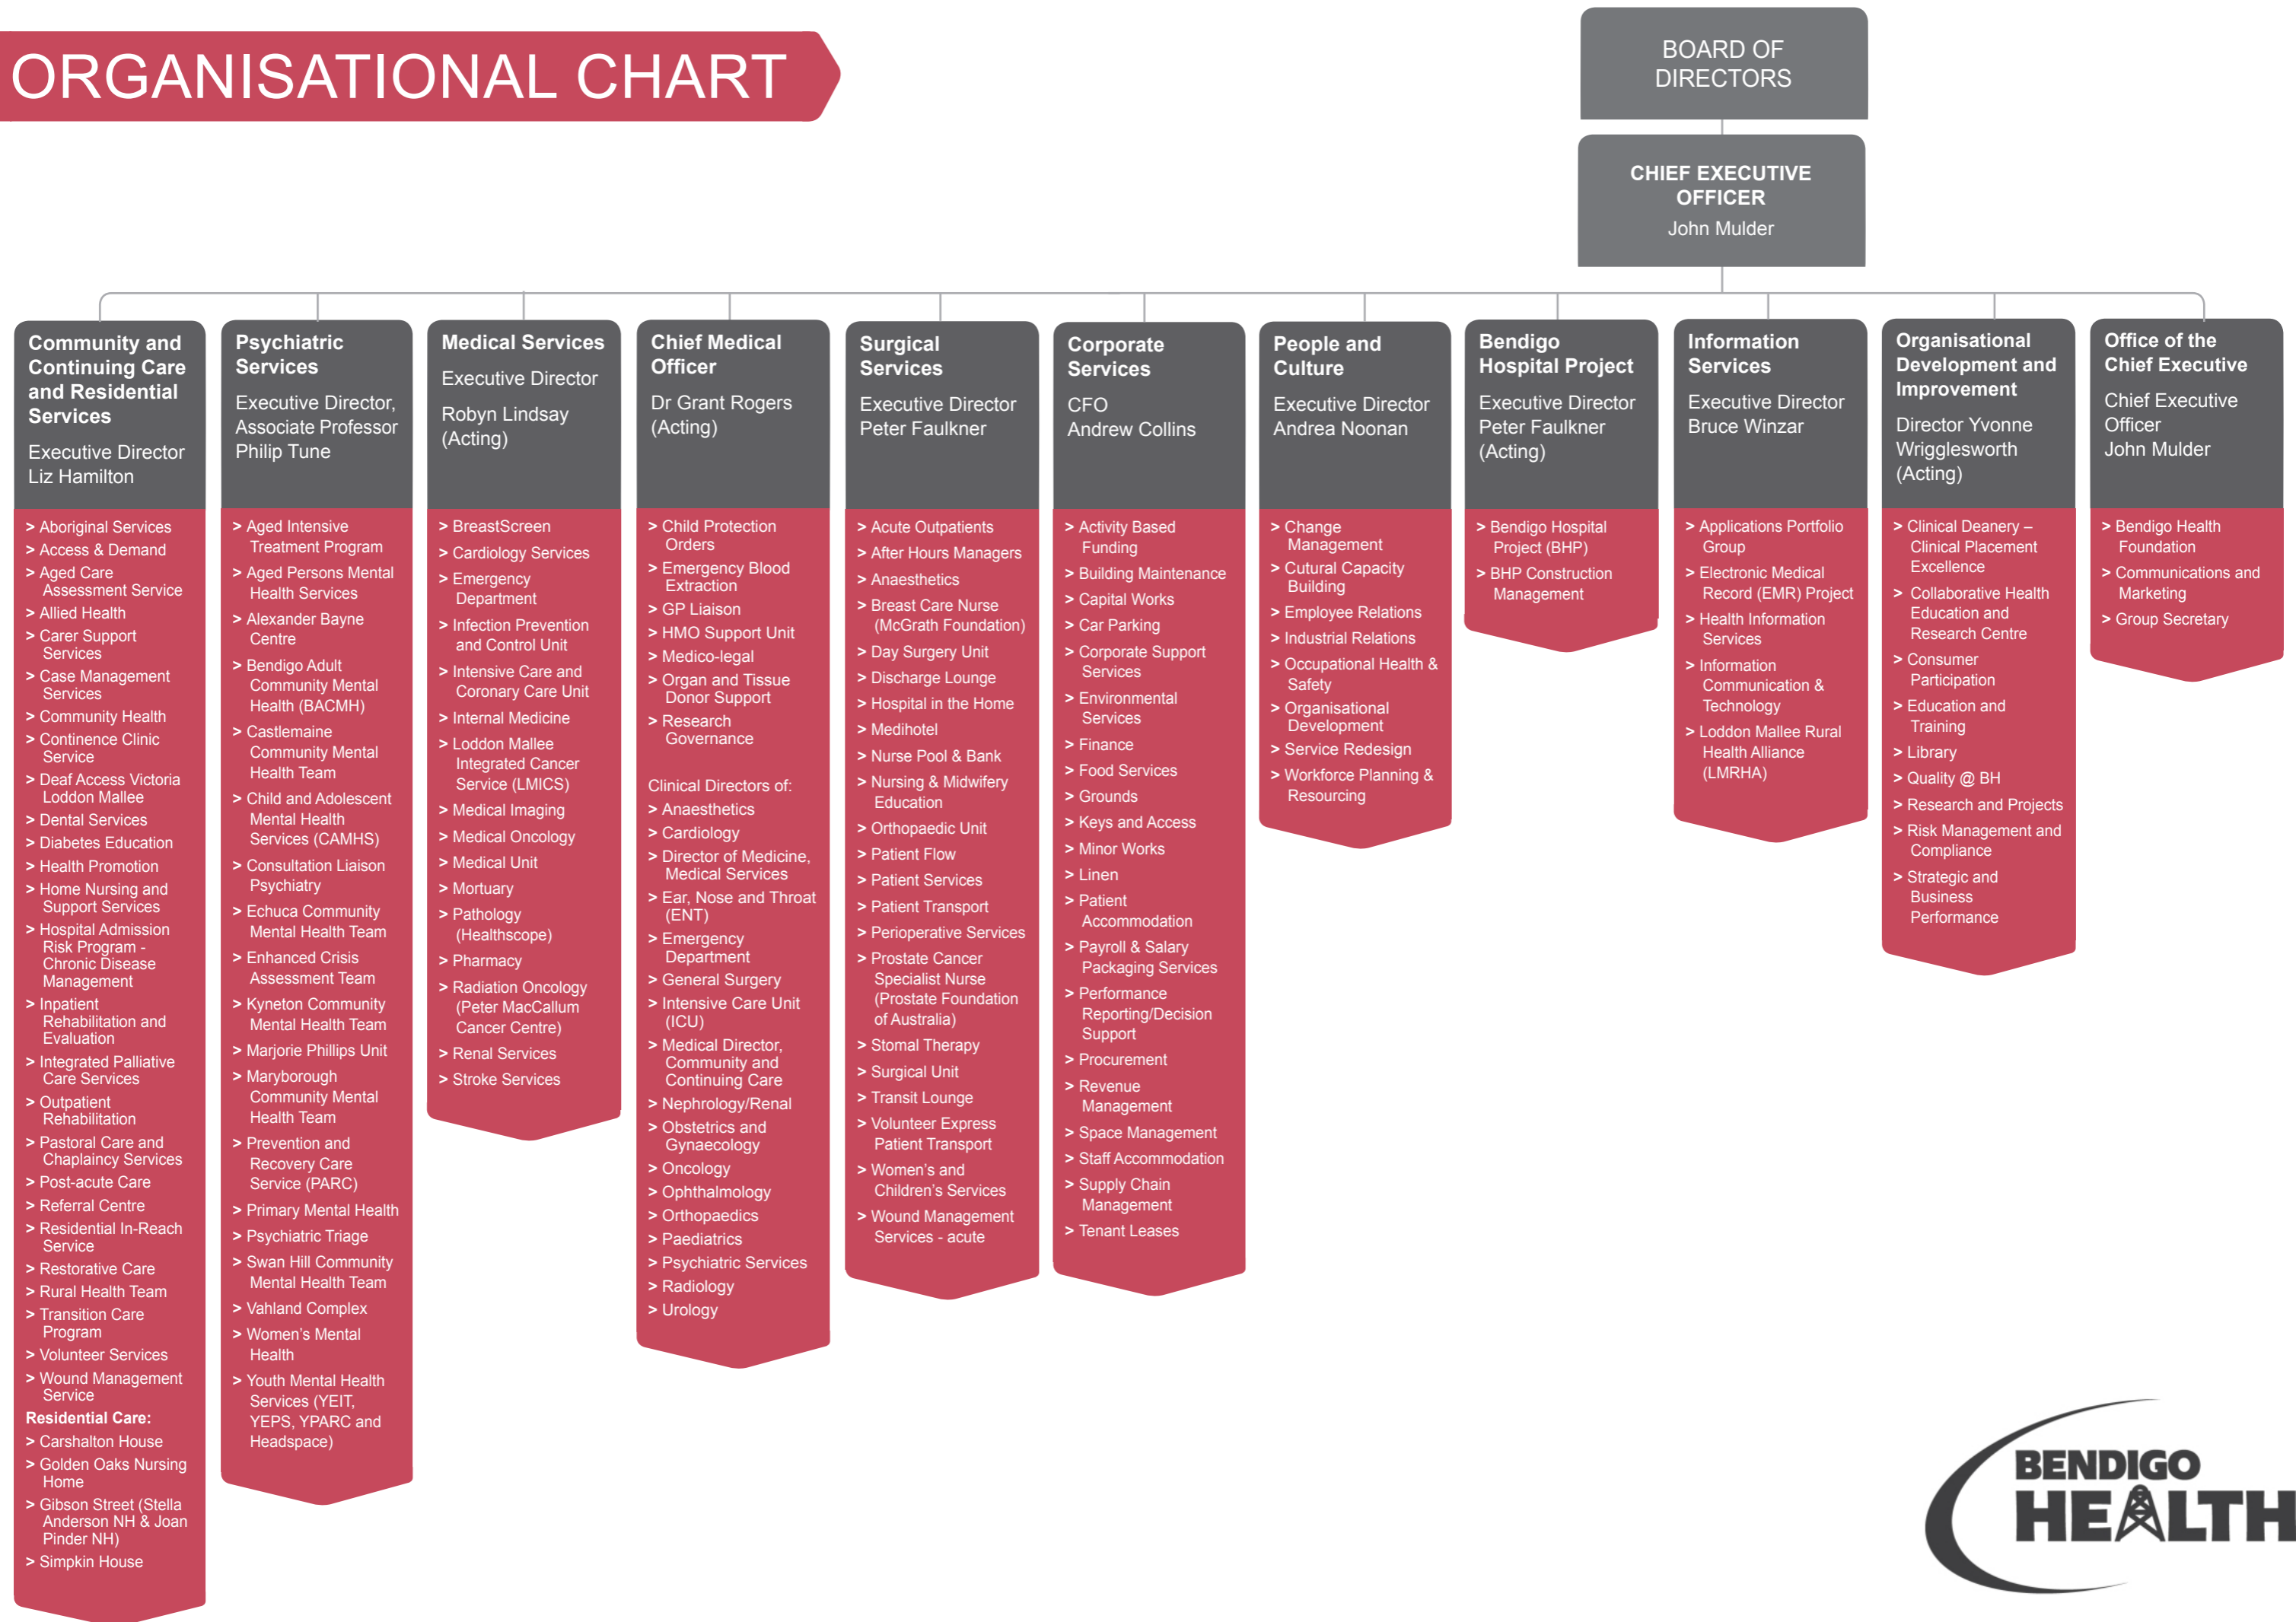 ORGANISATIONAL CHART
BOARD OF
DIRECTORS
CHIEF EXECUTIVE
OFFICER
John Mulder
Community and
Continuing Care
and Residential
Services
Executive Director
Liz Hamilton
> Aboriginal Services
> Access & Demand
> Aged Care
Assessment Service
> Allied Health
> Carer Support
Services
> Case Management
Services
> Community Health
> Continence Clinic
Service
> Deaf Access Victoria
Loddon Mallee
> Dental Services
> Diabetes Education
> Health Promotion
> Home Nursing and
Support Services
> Hospital Admission
Risk Program -
Chronic Disease
Management
> Inpatient
Rehabilitation and
Evaluation
> Integrated Palliative
Care Services
> Outpatient
Rehabilitation
> Pastoral Care and
Chaplaincy Services
> Post-acute Care
> Referral Centre
> Residential In-Reach
Service
> Restorative Care
> Rural Health Team
> Transition Care
Program
> Volunteer Services
> Wound Management
Service
Residential Care:
> Carshalton House
> Golden Oaks Nursing
Home
> Gibson Street (Stella
Anderson NH & Joan
Pinder NH)
> Simpkin House
Psychiatric
Services
Executive Director,
Associate Professor
Philip Tune
> Aged Intensive
Treatment Program
> Aged Persons Mental
Health Services
> Alexander Bayne
Centre
> Bendigo Adult
Community Mental
Health (BACMH)
> Castlemaine
Community Mental
Health Team
> Child and Adolescent
Mental Health
Services (CAMHS)
> Consultation Liaison
Psychiatry
> Echuca Community
Mental Health Team
> Enhanced Crisis
Assessment Team
> Kyneton Community
Mental Health Team
> Marjorie Phillips Unit
> Maryborough
Community Mental
Health Team
> Prevention and
Recovery Care
Service (PARC)
> Primary Mental Health
> Psychiatric Triage
> Swan Hill Community
Mental Health Team
> Vahland Complex
> Women's Mental
Health
> Youth Mental Health
Services (YEIT,
YEPS, YPARC and
Headspace)
Medical Services
Executive Director
Robyn Lindsay
(Acting)
> BreastScreen
> Cardiology Services
> Emergency
Department
> Infection Prevention
and Control Unit
> Intensive Care and
Coronary Care Unit
> Internal Medicine
> Loddon Mallee
Integrated Cancer
Service (LMICS)
> Medical Imaging
> Medical Oncology
> Medical Unit
> Mortuary
> Pathology
(Healthscope)
> Pharmacy
> Radiation Oncology
(Peter MacCallum
Cancer Centre)
> Renal Services
> Stroke Services
Chief Medical
Officer
Dr Grant Rogers
(Acting)
> Child Protection
Orders
> Emergency Blood
Extraction
> GP Liaison
> HMO Support Unit
> Medico-legal
> Organ and Tissue
Donor Support
> Research
Governance
Clinical Directors of:
> Anaesthetics
> Cardiology
> Director of Medicine,
Medical Services
> Ear, Nose and Throat
(ENT)
> Emergency
Department
> General Surgery
> Intensive Care Unit
(ICU)
> Medical Director,
Community and
Continuing Care
> Nephrology/Renal
> Obstetrics and
Gynaecology
> Oncology
> Ophthalmology
> Orthopaedics
> Paediatrics
> Psychiatric Services
> Radiology
> Urology
Surgical
Services
Executive Director
Peter Faulkner
> Acute Outpatients
> After Hours Managers
> Anaesthetics
> Breast Care Nurse
(McGrath Foundation)
> Day Surgery Unit
> Discharge Lounge
> Hospital in the Home
> Medihotel
> Nurse Pool & Bank
> Nursing & Midwifery
Education
> Orthopaedic Unit
> Patient Flow
> Patient Services
> Patient Transport
> Perioperative Services
> Prostate Cancer
Specialist Nurse
(Prostate Foundation
of Australia)
> Stomal Therapy
> Surgical Unit
> Transit Lounge
> Volunteer Express
Patient Transport
> Women's and
Children's Services
> Wound Management
Services - acute
Corporate
Services
CFO
Andrew Collins
> Activity Based
Funding
> Building Maintenance
> Capital Works
> Car Parking
> Corporate Support
Services
> Environmental
Services
> Finance
> Food Services
> Grounds
> Keys and Access
> Minor Works
> Linen
> Patient
Accommodation
> Payroll & Salary
Packaging Services
> Performance
Reporting/Decision
Support
> Procurement
> Revenue
Management
> Space Management
> Staff Accommodation
> Supply Chain
Management
> Tenant Leases
People and
Culture
Executive Director
Andrea Noonan
> Change
Management
> Cutural Capacity
Building
> Employee Relations
> Industrial Relations
> Occupational Health &
Safety
> Organisational
Development
> Service Redesign
> Workforce Planning &
Resourcing
Bendigo
Hospital Project
Executive Director
Peter Faulkner
(Acting)
> Bendigo Hospital
Project (BHP)
> BHP Construction
Management
Information
Services
Executive Director
Bruce Winzar
> Applications Portfolio
Group
> Electronic Medical
Record (EMR) Project
> Health Information
Services
> Information
Communication &
Technology
> Loddon Mallee Rural
Health Alliance
(LMRHA)
Organisational
Development and
Improvement
Director Yvonne
Wrigglesworth
(Acting)
> Clinical Deanery –
Clinical Placement
Excellence
> Collaborative Health
Education and
Research Centre
> Consumer
Participation
> Education and
Training
> Library
> Quality @ BH
> Research and Projects
> Risk Management and
Compliance
> Strategic and
Business
Performance
Office of the
Chief Executive
Chief Executive
Officer
John Mulder
> Bendigo Health
Foundation
> Communications and
Marketing
> Group Secretary
BENDIGO
HEALTH